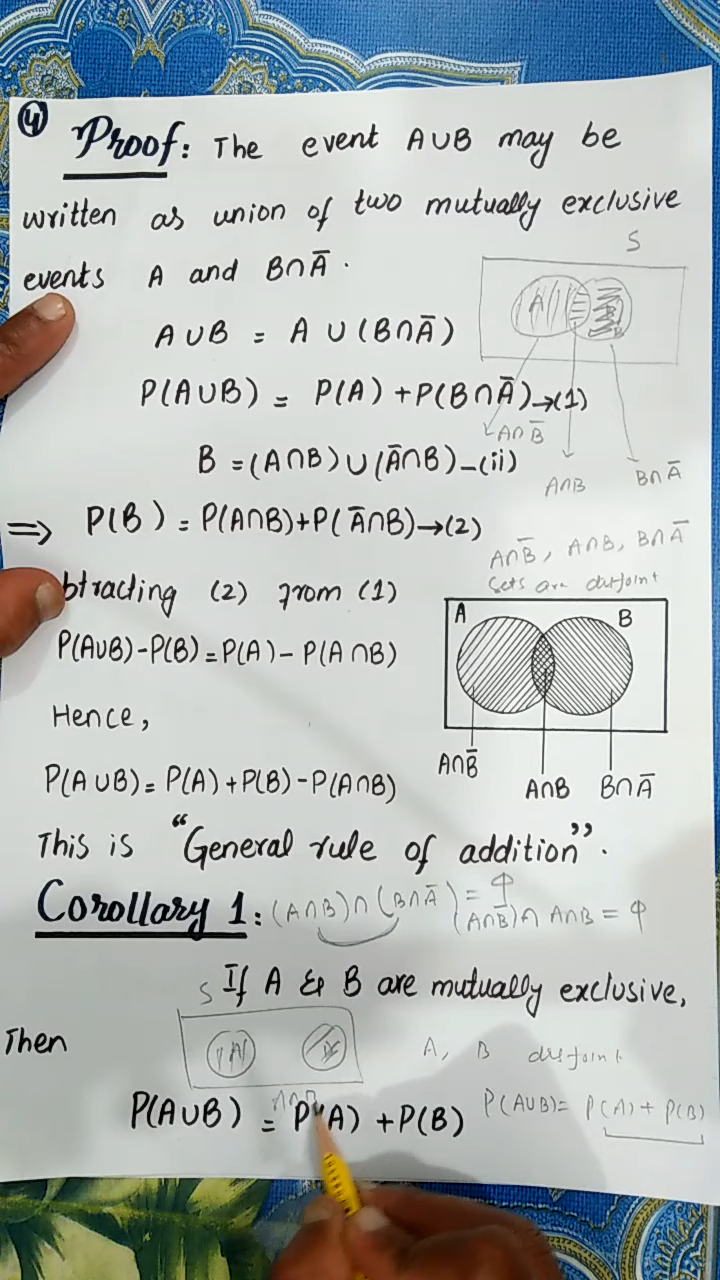 4
Proof: The event A∪B may be
written as union of two mutually exclusive
events A and B∩Ā.
S
A
B
A∪B = A ∪ (B∩Ā)
P(A∪B) = P(A) + P(B∩Ā)→(1)
A∩B̄
B = (A∩B)∪(Ā∩B)–(ii)
A∩B
B∩Ā
⇒ P(B) = P(A∩B)+P(Ā∩B)→(2)
A∩B̄, A∩B, B∩Ā
sets are disjoint
btracting (2) from (1)
A
B
P(A∪B)-P(B)=P(A)-P(A∩B)
Hence,
A∩B̄
A∩B
B∩Ā
P(A∪B)=P(A)+P(B)-P(A∩B)
This is "General rule of addition".
Corollary 1: (A∩B)∩(B∩Ā)=φ
(A∩B̄)∩ A∩B = φ
If A & B are mutually exclusive,
S
Then
A
A, B disjoint
P(A∪B) = P(A) + P(B)
P(A∪B)= P(A)+P(B)